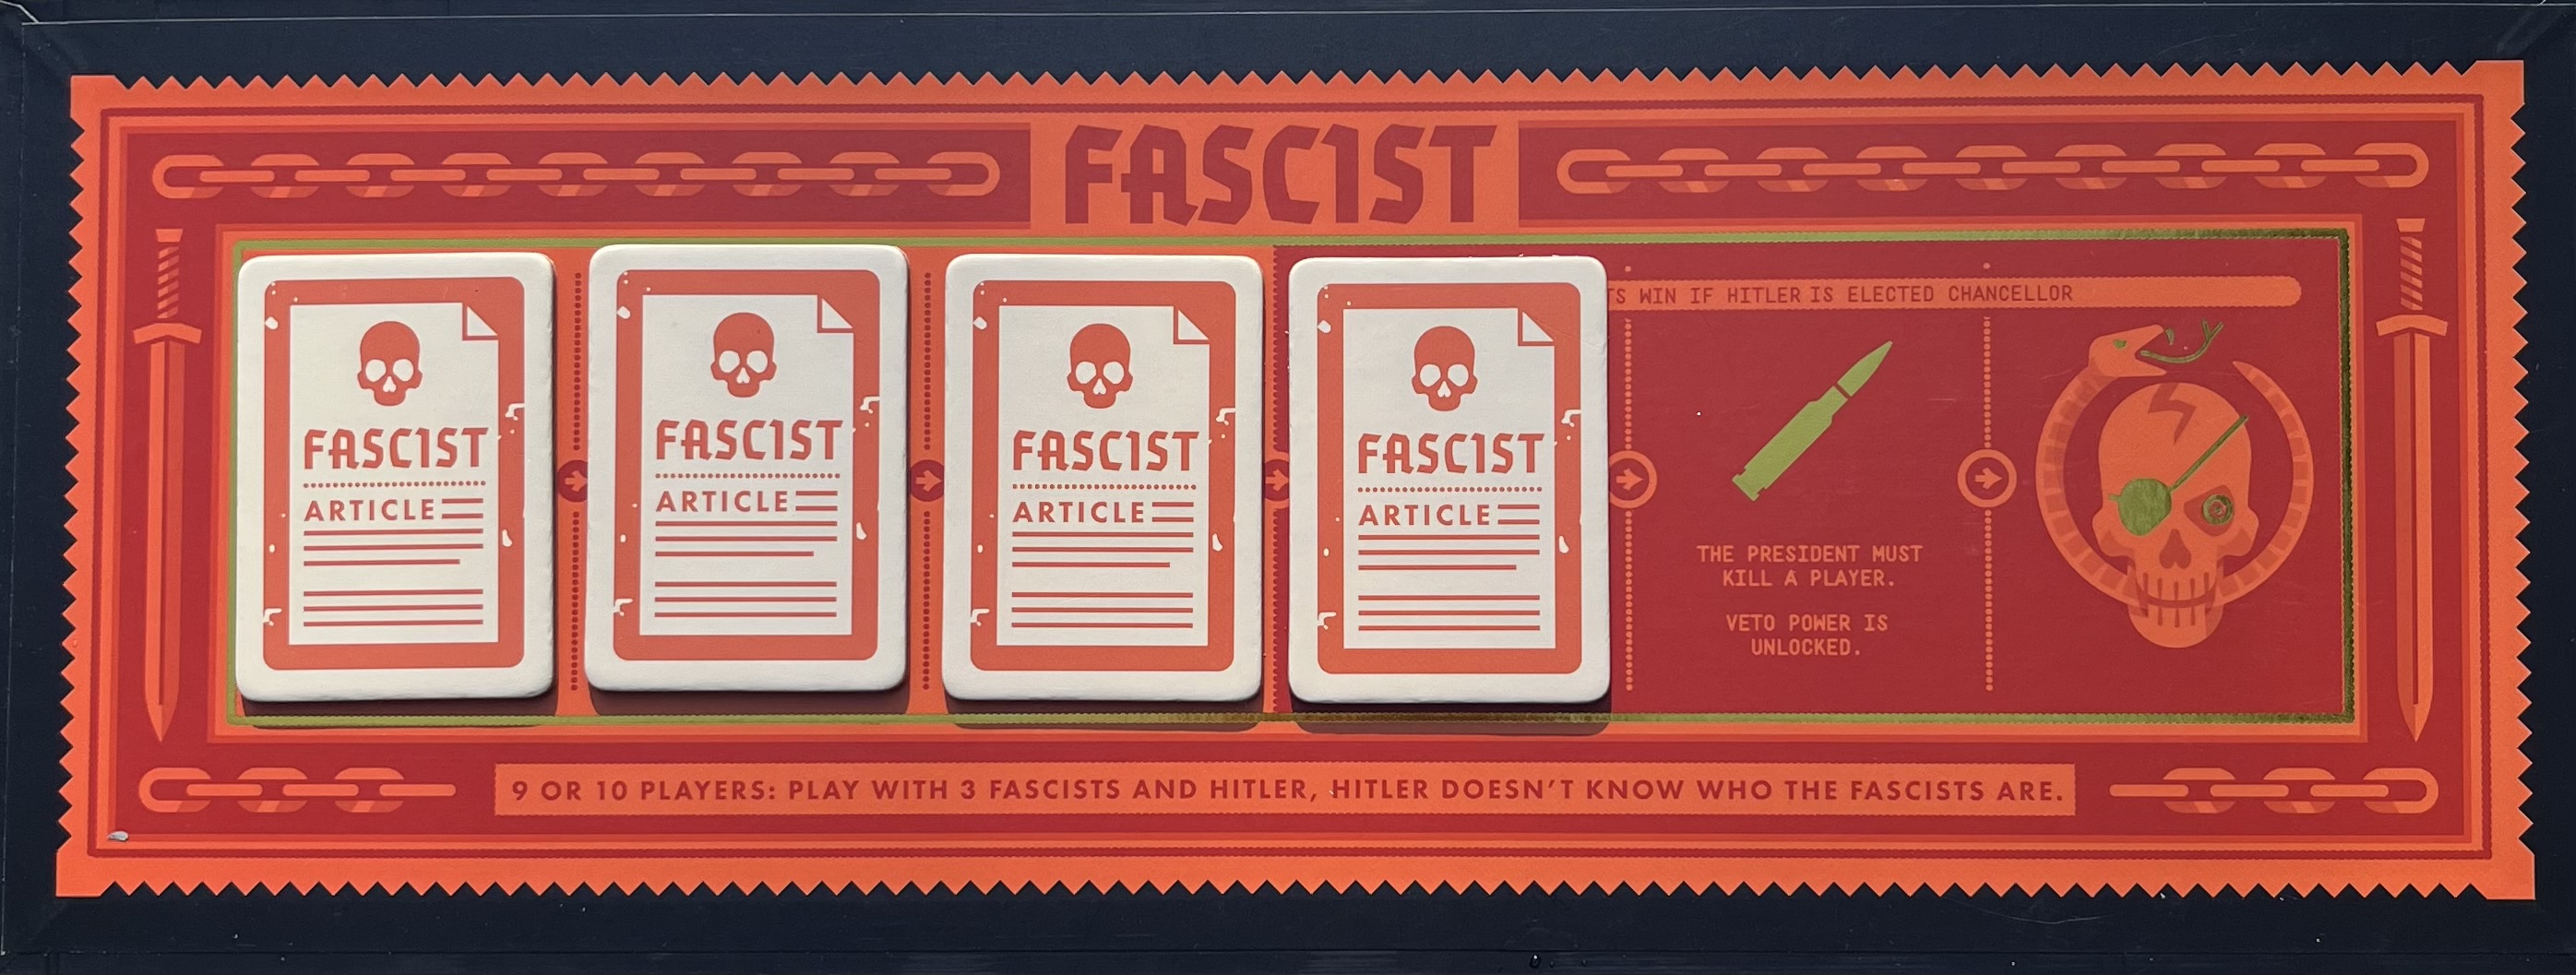 FASCIST
TS WIN IF HITLER IS ELECTED CHANCELLOR
FASCIST
ARTICLE
FASCIST
ARTICLE
FASCIST
ARTICLE
FASCIST
ARTICLE
THE PRESIDENT MUST
KILL A PLAYER.
VETO POWER IS
UNLOCKED.
9 OR 10 PLAYERS: PLAY WITH 3 FASCISTS AND HITLER, HITLER DOESN'T KNOW WHO THE FASCISTS ARE.